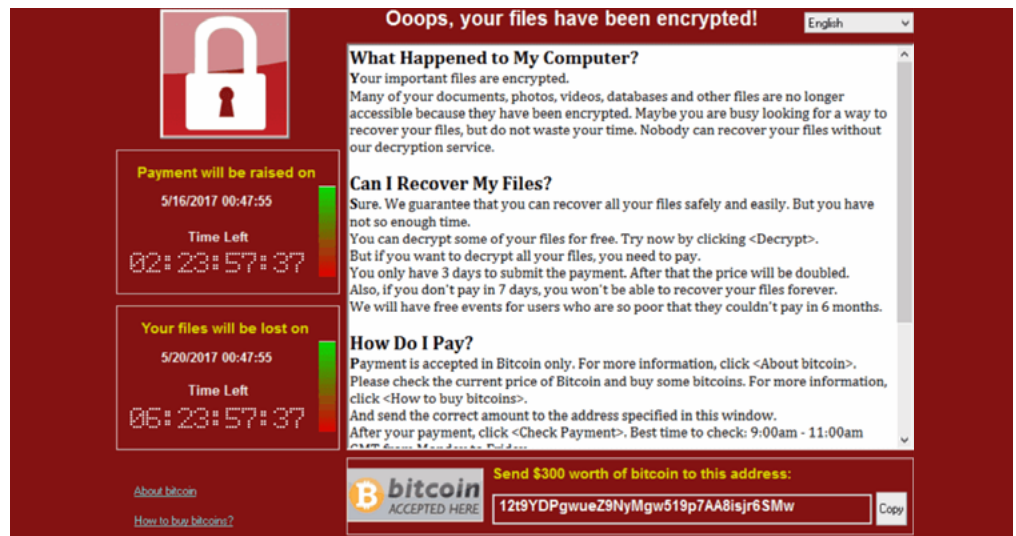 Ooops, your files have been encrypted!
English
What Happened to My Computer?
Your important files are encrypted.
Many of your documents, photos, videos, databases and other files are no longer
accessible because they have been encrypted. Maybe you are busy looking for a way to
recover your files, but do not waste your time. Nobody can recover your files without
our decryption service.
Can I Recover My Files?
Sure. We guarantee that you can recover all your files safely and easily. But you have
not so enough time.
You can decrypt some of your files for free. Try now by clicking <Decrypt>.
But if you want to decrypt all your files, you need to pay.
You only have 3 days to submit the payment. After that the price will be doubled.
Also, if you don't pay in 7 days, you won't be able to recover your files forever.
We will have free events for users who are so poor that they couldn't pay in 6 months.
How Do I Pay?
Payment is accepted in Bitcoin only. For more information, click <About bitcoin>.
Please check the current price of Bitcoin and buy some bitcoins. For more information,
click <How to buy bitcoins>.
And send the correct amount to the address specified in this window.
After your payment, click <Check Payment>. Best time to check: 9:00am - 11:00am
GMT from Monday to Friday
Payment will be raised on
5/16/2017 00:47:55
Time Left
02:23:57:37
Your files will be lost on
5/20/2017 00:47:55
Time Left
06:23:57:37
About bitcoin
How to buy bitcoins?
bitcoin
ACCEPTED HERE
Send $300 worth of bitcoin to this address:
12t9YDPgwueZ9NyMgw519p7AA8isjr6SMw
Copy